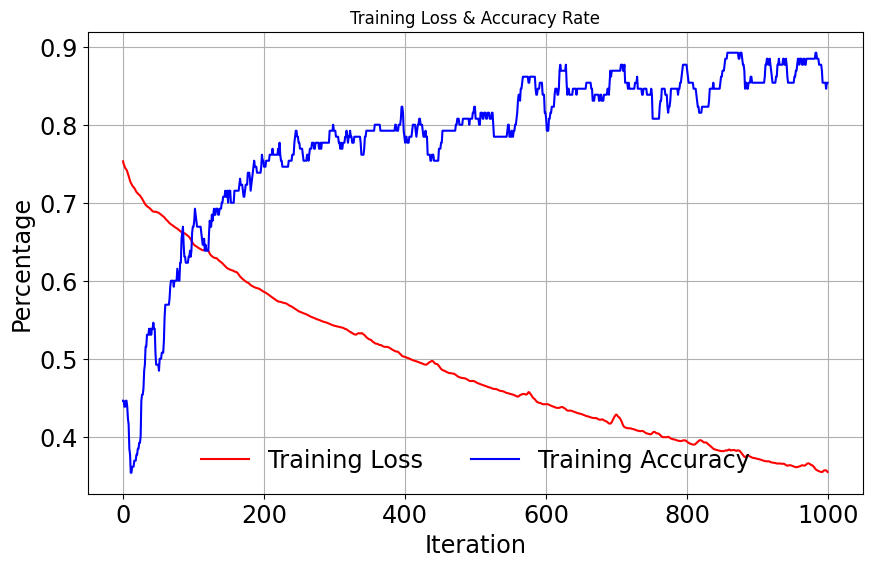 Training Loss & Accuracy Rate
Percentage
0.9
0.8
0.7
0.6
0.5
0.4
Training Loss
Training Accuracy
0
200
400
600
800
1000
Iteration